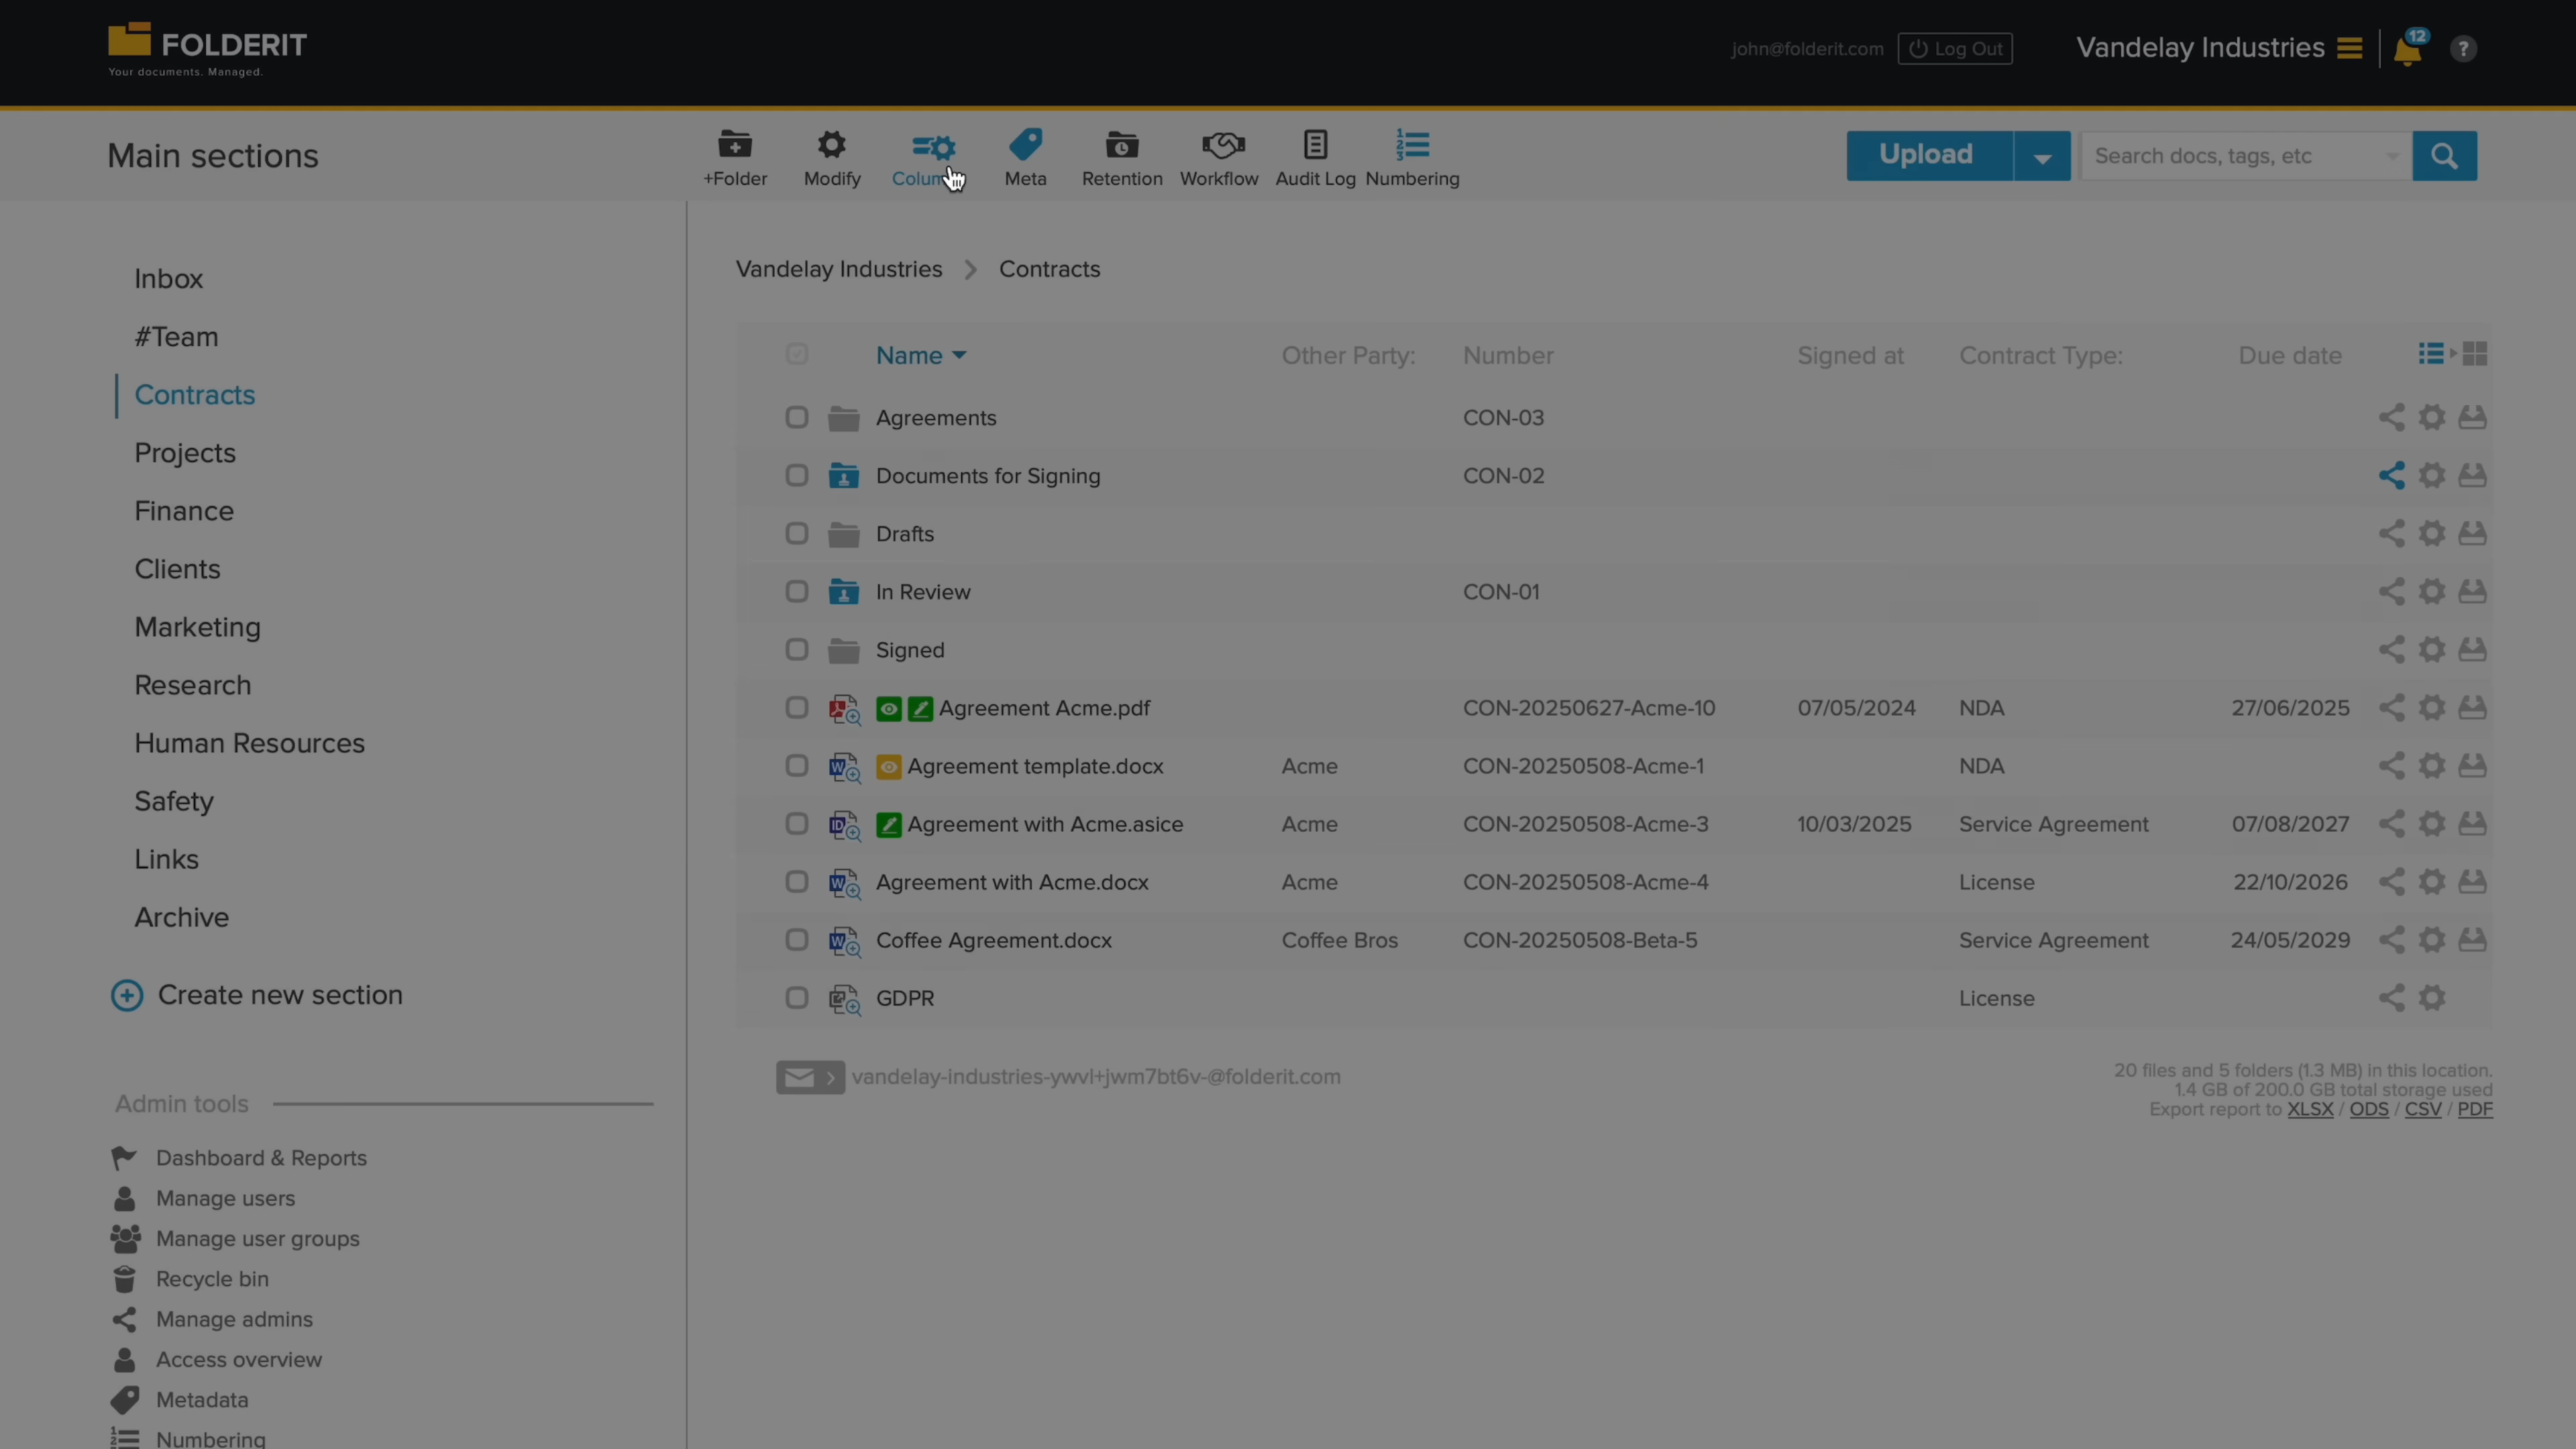 FOLDERIT
Your documents. Managed.
john@folderit.com
Log Out
Vandelay Industries
12
?
Main sections
+Folder
Modify
Meta
Retention
Workflow
Audit Log
Numbering
Upload
Search docs, tags, etc
Inbox
#Team
Contracts
Projects
Finance
Clients
Marketing
Research
Human Resources
Safety
Links
Archive
Create new section
Admin tools
Dashboard & Reports
Manage users
Manage user groups
Recycle bin
Manage admins
Access overview
Metadata
Numbering
Vandelay Industries > Contracts
Name Other Party: Number Signed at Contract Type: Due date
Agreements CON-03
Documents for Signing CON-02
Drafts
In Review CON-01
Signed
Agreement Acme.pdf CON-20250627-Acme-10 07/05/2024 NDA 27/06/2025
Agreement template.docx Acme CON-20250508-Acme-1 NDA
Agreement with Acme.asice Acme CON-20250508-Acme-3 10/03/2025 Service Agreement 07/08/2027
Agreement with Acme.docx Acme CON-20250508-Acme-4 License 22/10/2026
Coffee Agreement.docx Coffee Bros CON-20250508-Beta-5 Service Agreement 24/05/2029
GDPR License
vandelay-industries-ywvl+jwm7bt6v-@folderit.com
20 files and 5 folders (1.3 MB) in this location.
1.4 GB of 200.0 GB total storage used
Export report to XLSX / ODS / CSV / PDF